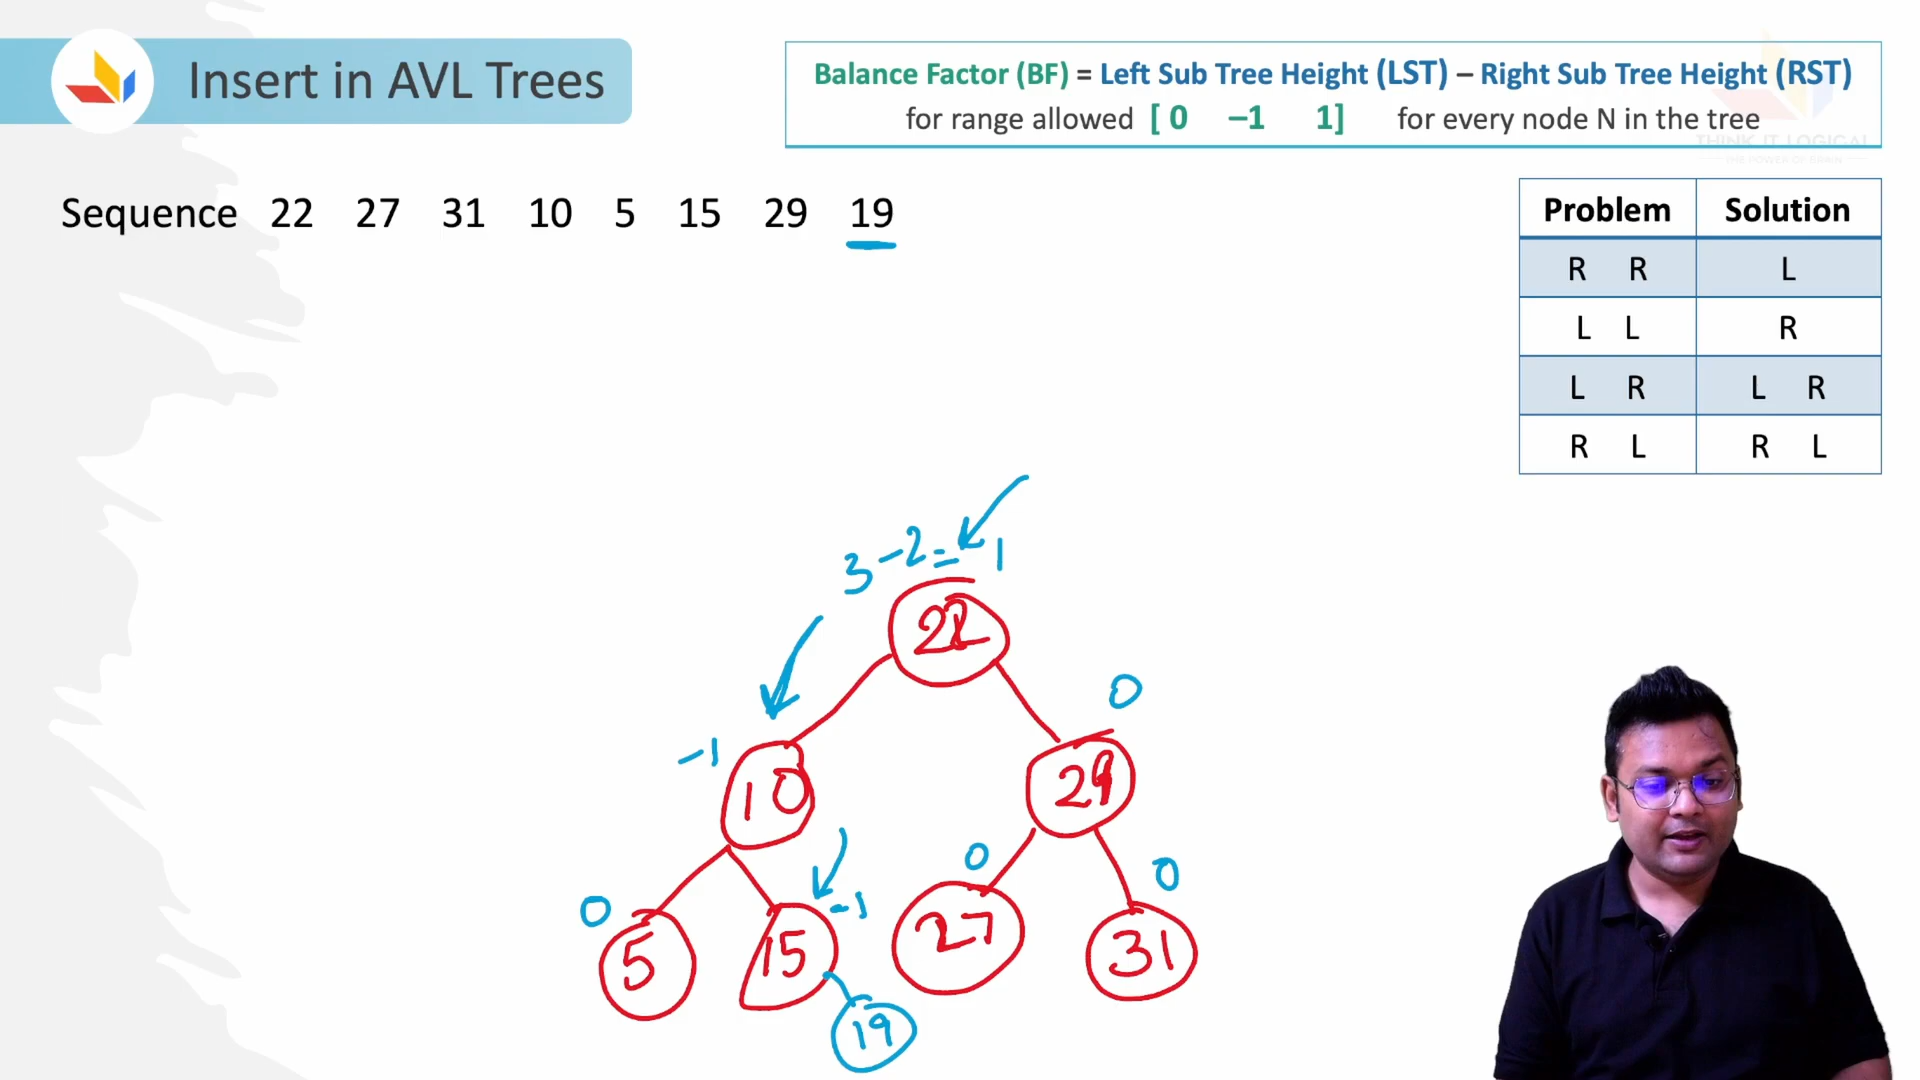 Insert in AVL Trees
Balance Factor (BF) = Left Sub Tree Height (LST) – Right Sub Tree Height (RST)
for range allowed [ 0 –1 1] for every node N in the tree
THINK IT LOGICAL
Sequence 22 27 31 10 5 15 29 19
Problem Solution
R R L
L L R
L R L R
R L R L
3 - 2 = 1
22
0
-1
10
29
0
0
0
-1
5
15
27
31
19